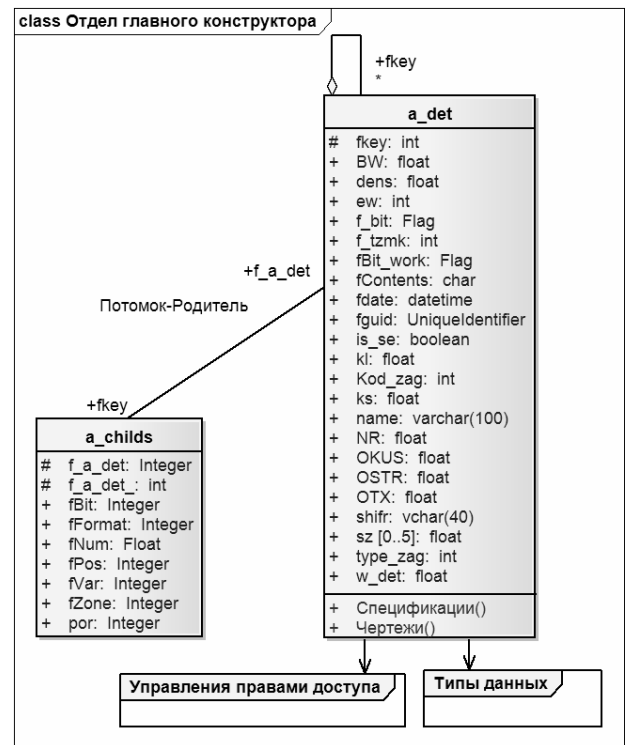 class Отдел главного конструктора
+fkey
*
a_det
# fkey: int
+ BW: float
+ dens: float
+ ew: int
+ f_bit: Flag
+ f_tzmk: int
+ fBit_work: Flag
+ fContents: char
+ fdate: datetime
+ fguid: UniqueIdentifier
+ is_se: boolean
+ kl: float
+ Kod_zag: int
+ ks: float
+ name: varchar(100)
+ NR: float
+ OKUS: float
+ OSTR: float
+ OTX: float
+ shifr: vchar(40)
+ sz [0..5]: float
+ type_zag: int
+ w_det: float
+ Спецификации()
+ Чертежи()
+f_a_det
Потомок-Родитель
+fkey
a_childs
# f_a_det: Integer
# f_a_det_: int
+ fBit: Integer
+ fFormat: Integer
+ fNum: Float
+ fPos: Integer
+ fVar: Integer
+ fZone: Integer
+ por: Integer
Управления правами доступа
Типы данных